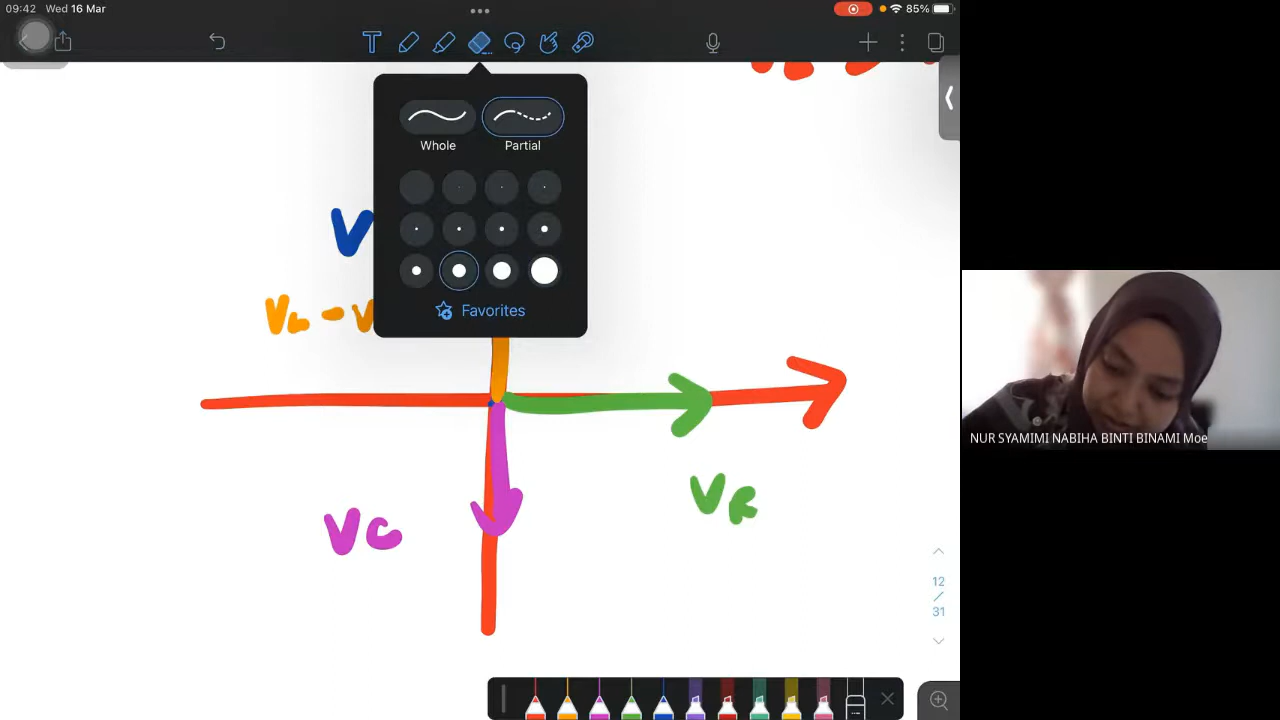 09:42 Wed 16 Mar
85%
T
Whole Partial
V
VL - V
Favorites
VR
VC
NUR SYAMIMI NABIHA BINTI BINAMI Moe
12
/
31